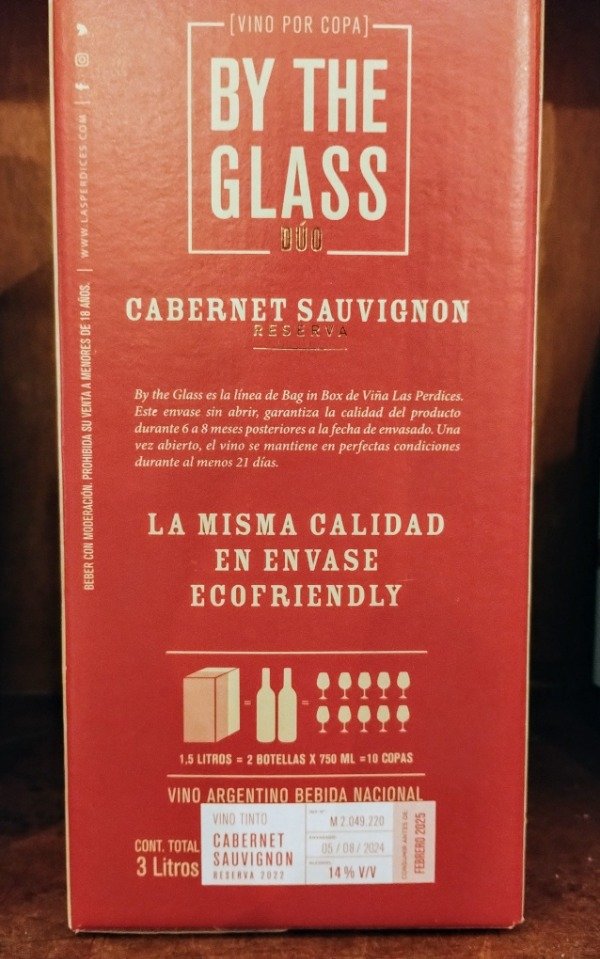 [VINO POR COPA]
BY THE
GLASS
DÚO
CABERNET SAUVIGNON
RESERVA
By the Glass es la línea de Bag in Box de Viña Las Perdices.
Este envase sin abrir, garantiza la calidad del producto
durante 6 a 8 meses posteriores a la fecha de envasado. Una
vez abierto, el vino se mantiene en perfectas condiciones
durante al menos 21 días.
LA MISMA CALIDAD
EN ENVASE
ECOFRIENDLY
= =
1,5 LITROS = 2 BOTELLAS X 750 ML =10 COPAS
VINO ARGENTINO BEBIDA NACIONAL
CONT. TOTAL
3 Litros
VINO TINTO
CABERNET
SAUVIGNON
RESERVA 2022
M 2.049.220
05 / 08 / 2024
14 % V/V
CONSUMIR ANTES DE
FEBRERO 2025
BEBER CON MODERACIÓN. PROHIBIDA SU VENTA A MENORES DE 18 AÑOS. | WWW.LASPERDICES.COM |